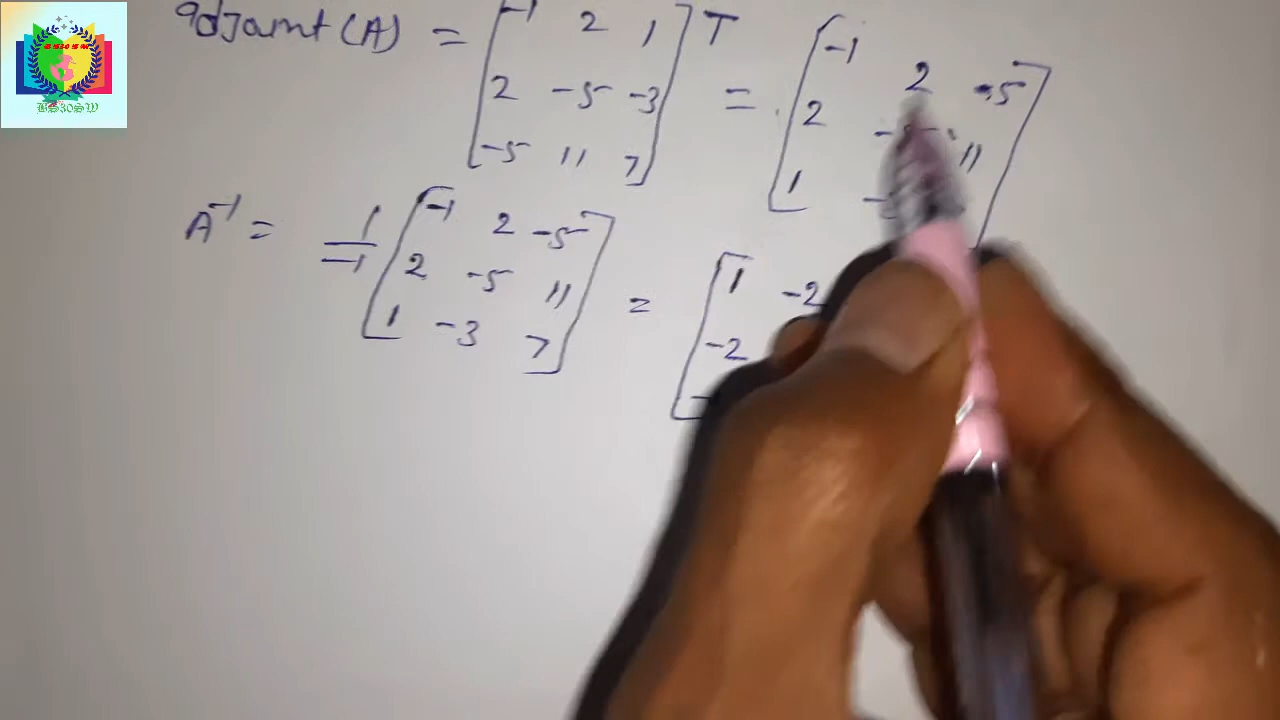 adjoint (A) = [-1 2 1] T = [-1 2 -5]
2 -5 -3 2 11
-5 11 7 1
A⁻¹ = 1/-1 [-1 2 -5] = [1 -2
2 -5 11 -2
1 -3 7